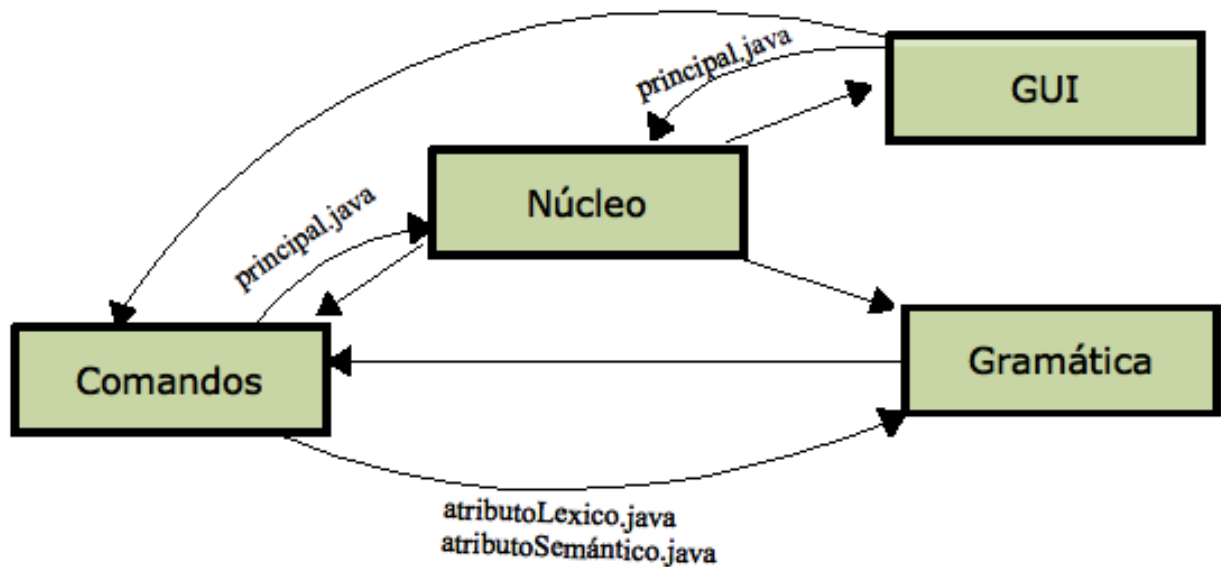 principal.java
GUI
Núcleo
principal.java
Comandos
Gramática
atributoLexico.java
atributoSemántico.java